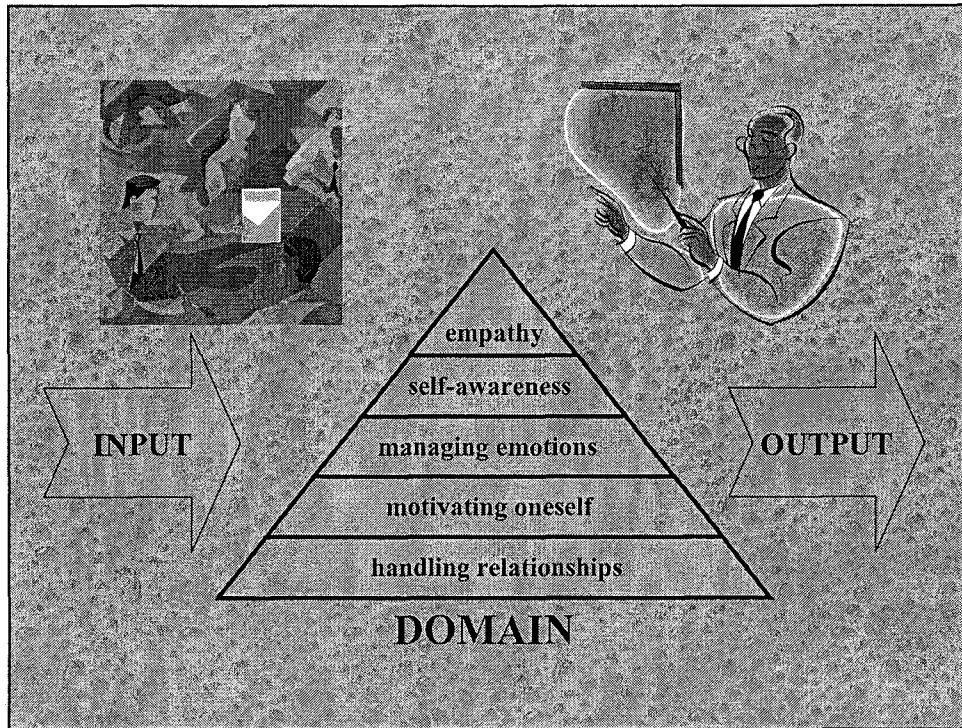 empathy
self-awareness
managing emotions
motivating oneself
handling relationships
INPUT
OUTPUT
DOMAIN